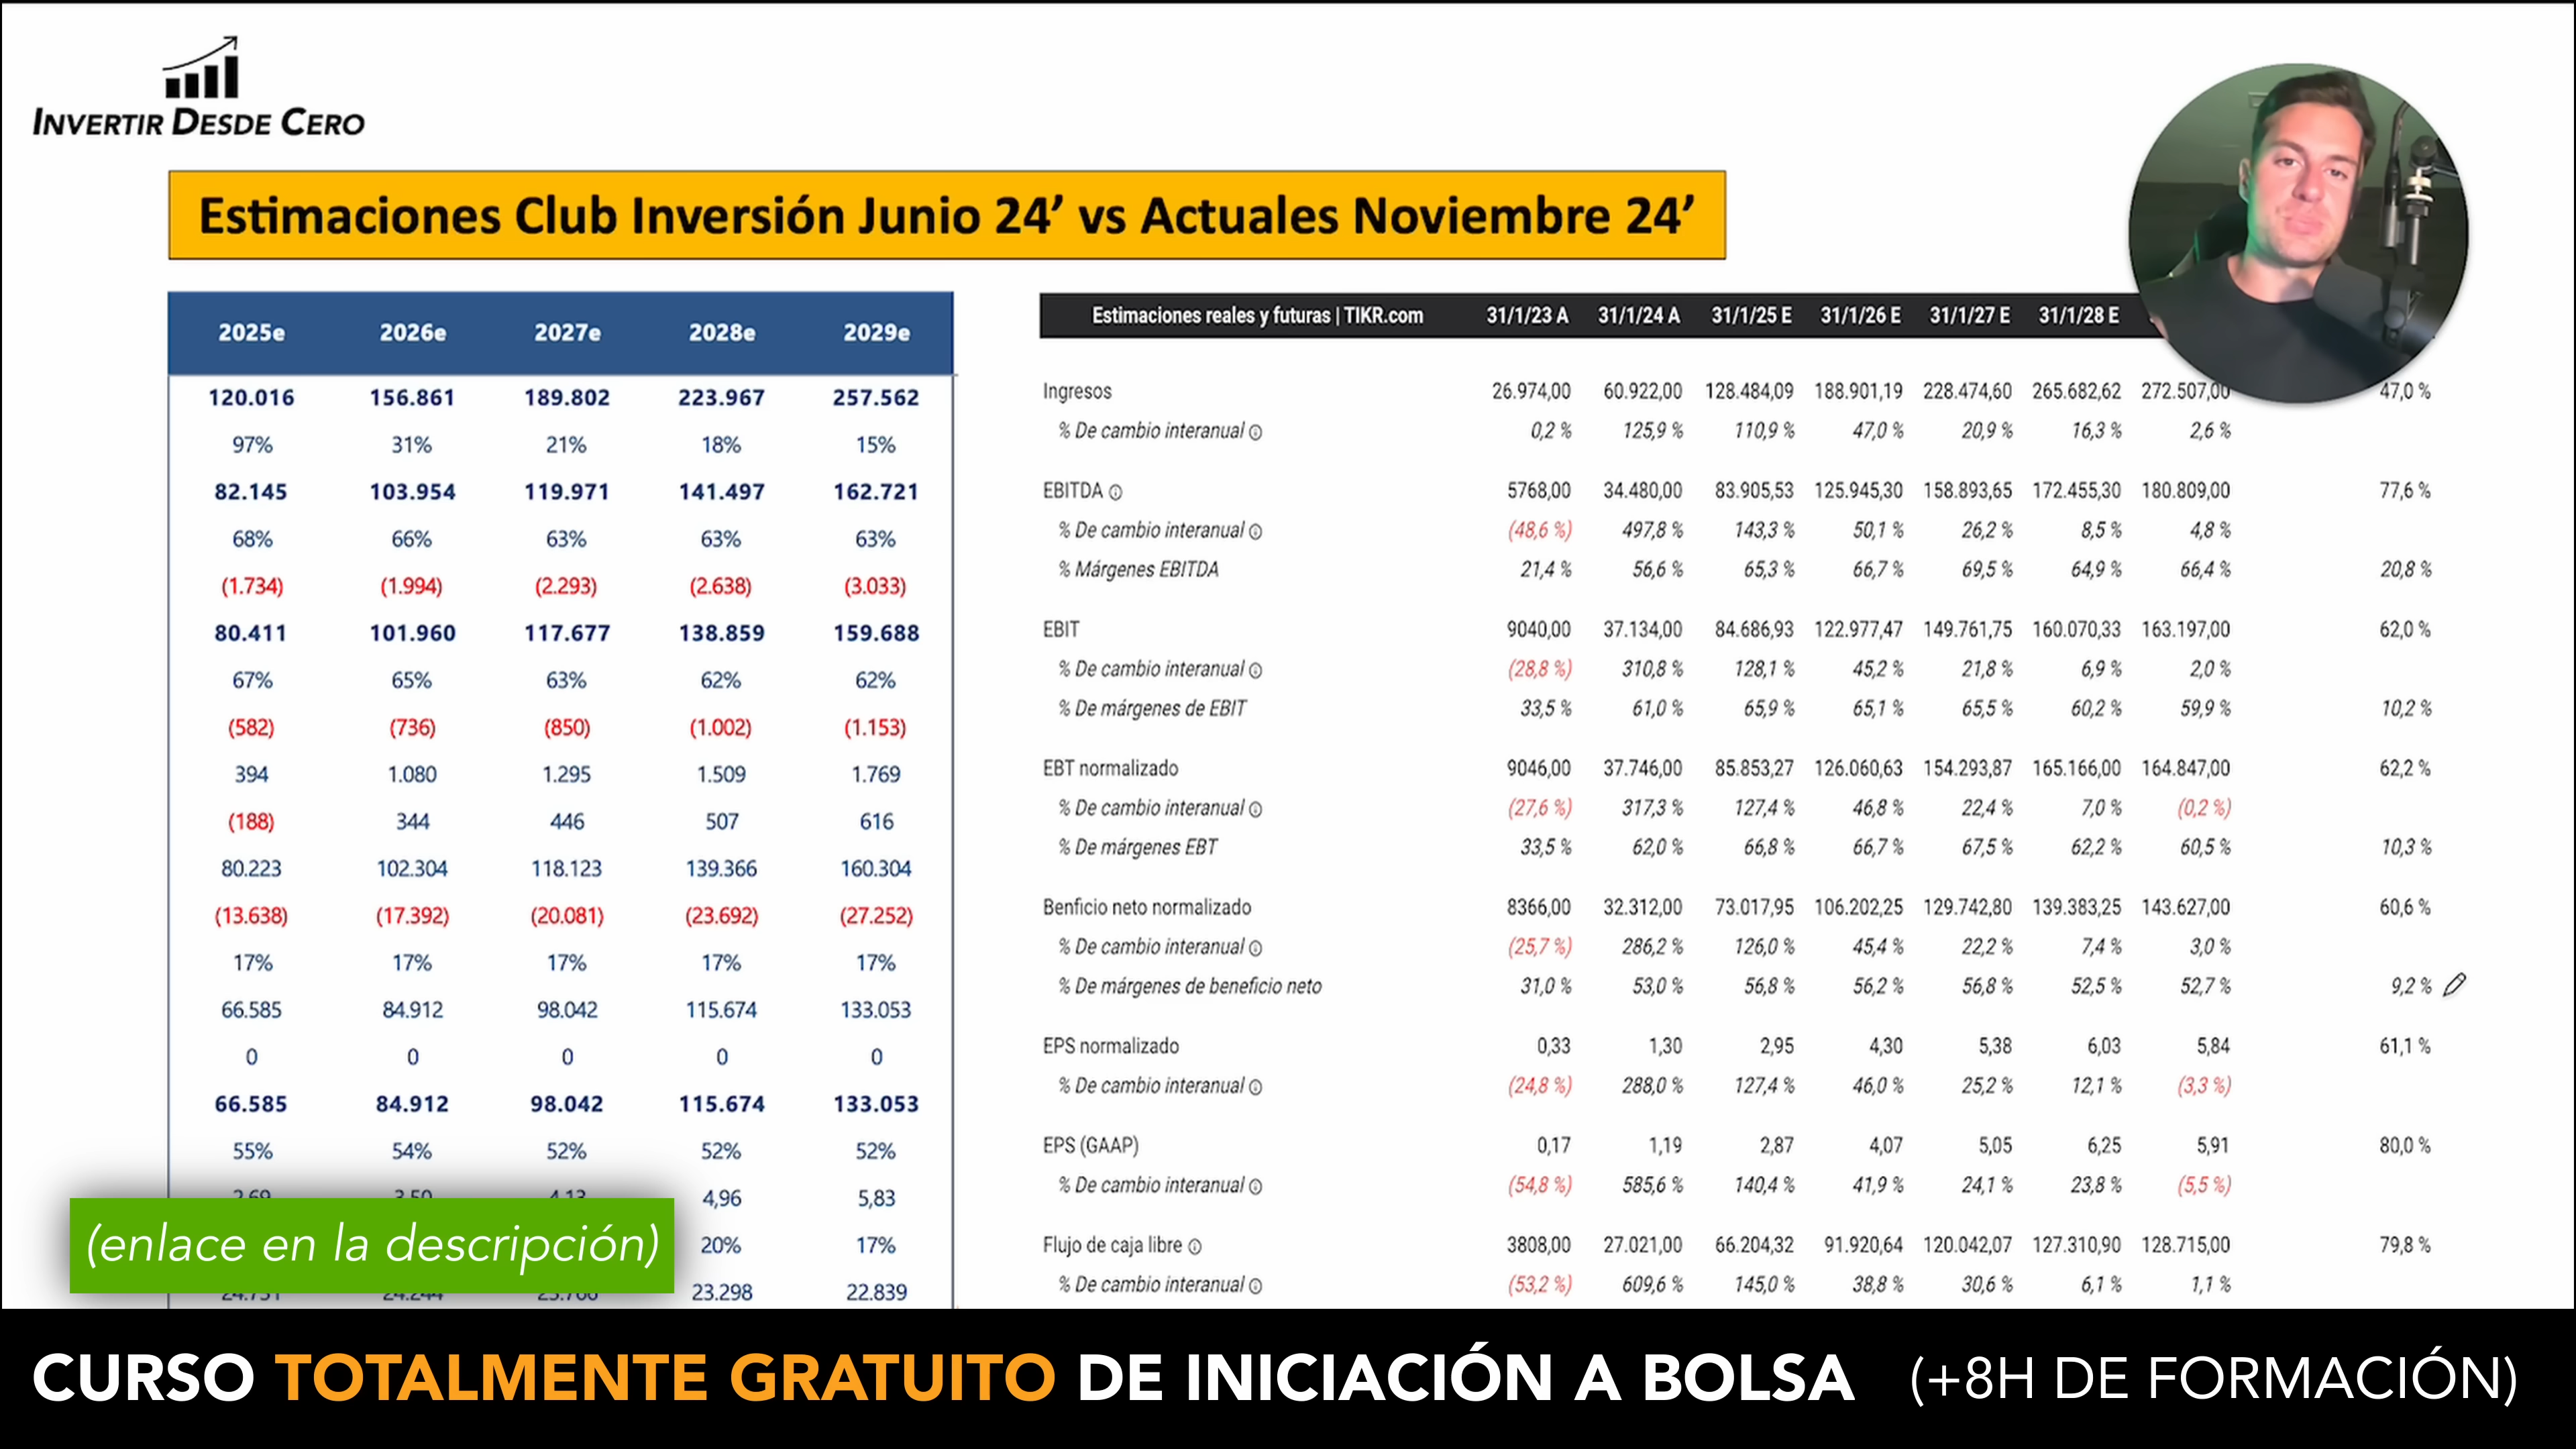 INVERTIR DESDE CERO
Estimaciones Club Inversión Junio 24’ vs Actuales Noviembre 24’
2025e 2026e 2027e 2028e 2029e
120.016 156.861 189.802 223.967 257.562
97% 31% 21% 18% 15%
82.145 103.954 119.971 141.497 162.721
68% 66% 63% 63% 63%
(1.734) (1.994) (2.293) (2.638) (3.033)
80.411 101.960 117.677 138.859 159.688
67% 65% 63% 62% 62%
(582) (736) (850) (1.002) (1.153)
394 1.080 1.295 1.509 1.769
(188) 344 446 507 616
80.223 102.304 118.123 139.366 160.304
(13.638) (17.392) (20.081) (23.692) (27.252)
17% 17% 17% 17% 17%
66.585 84.912 98.042 115.674 133.053
0 0 0 0 0
66.585 84.912 98.042 115.674 133.053
55% 54% 52% 52% 52%
4,96 5,83
20% 17%
23.298 22.839
Estimaciones reales y futuras | TIKR.com 31/1/23 A 31/1/24 A 31/1/25 E 31/1/26 E 31/1/27 E 31/1/28 E
Ingresos 26.974,00 60.922,00 128.484,09 188.901,19 228.474,60 265.682,62 272.507,00 47,0 %
% De cambio interanual 0,2 % 125,9 % 110,9 % 47,0 % 20,9 % 16,3 % 2,6 %
EBITDA 5768,00 34.480,00 83.905,53 125.945,30 158.893,65 172.455,30 180.809,00 77,6 %
% De cambio interanual (48,6 %) 497,8 % 143,3 % 50,1 % 26,2 % 8,5 % 4,8 %
% Márgenes EBITDA 21,4 % 56,6 % 65,3 % 66,7 % 69,5 % 64,9 % 66,4 % 20,8 %
EBIT 9040,00 37.134,00 84.686,93 122.977,47 149.761,75 160.070,33 163.197,00 62,0 %
% De cambio interanual (28,8 %) 310,8 % 128,1 % 45,2 % 21,8 % 6,9 % 2,0 %
% De márgenes de EBIT 33,5 % 61,0 % 65,9 % 65,1 % 65,5 % 60,2 % 59,9 % 10,2 %
EBT normalizado 9046,00 37.746,00 85.853,27 126.060,63 154.293,87 165.166,00 164.847,00 62,2 %
% De cambio interanual (27,6 %) 317,3 % 127,4 % 46,8 % 22,4 % 7,0 % (0,2 %)
% De márgenes EBT 33,5 % 62,0 % 66,8 % 66,7 % 67,5 % 62,2 % 60,5 % 10,3 %
Benficio neto normalizado 8366,00 32.312,00 73.017,95 106.202,25 129.742,80 139.383,25 143.627,00 60,6 %
% De cambio interanual (25,7 %) 286,2 % 126,0 % 45,4 % 22,2 % 7,4 % 3,0 %
% De márgenes de beneficio neto 31,0 % 53,0 % 56,8 % 56,2 % 56,8 % 52,5 % 52,7 % 9,2 %
EPS normalizado 0,33 1,30 2,95 4,30 5,38 6,03 5,84 61,1 %
% De cambio interanual (24,8 %) 288,0 % 127,4 % 46,0 % 25,2 % 12,1 % (3,3 %)
EPS (GAAP) 0,17 1,19 2,87 4,07 5,05 6,25 5,91 80,0 %
% De cambio interanual (54,8 %) 585,6 % 140,4 % 41,9 % 24,1 % 23,8 % (5,5 %)
Flujo de caja libre 3808,00 27.021,00 66.204,32 91.920,64 120.042,07 127.310,90 128.715,00 79,8 %
% De cambio interanual (53,2 %) 609,6 % 145,0 % 38,8 % 30,6 % 6,1 % 1,1 %
(enlace en la descripción)
CURSO TOTALMENTE GRATUITO DE INICIACIÓN A BOLSA (+8H DE FORMACIÓN)